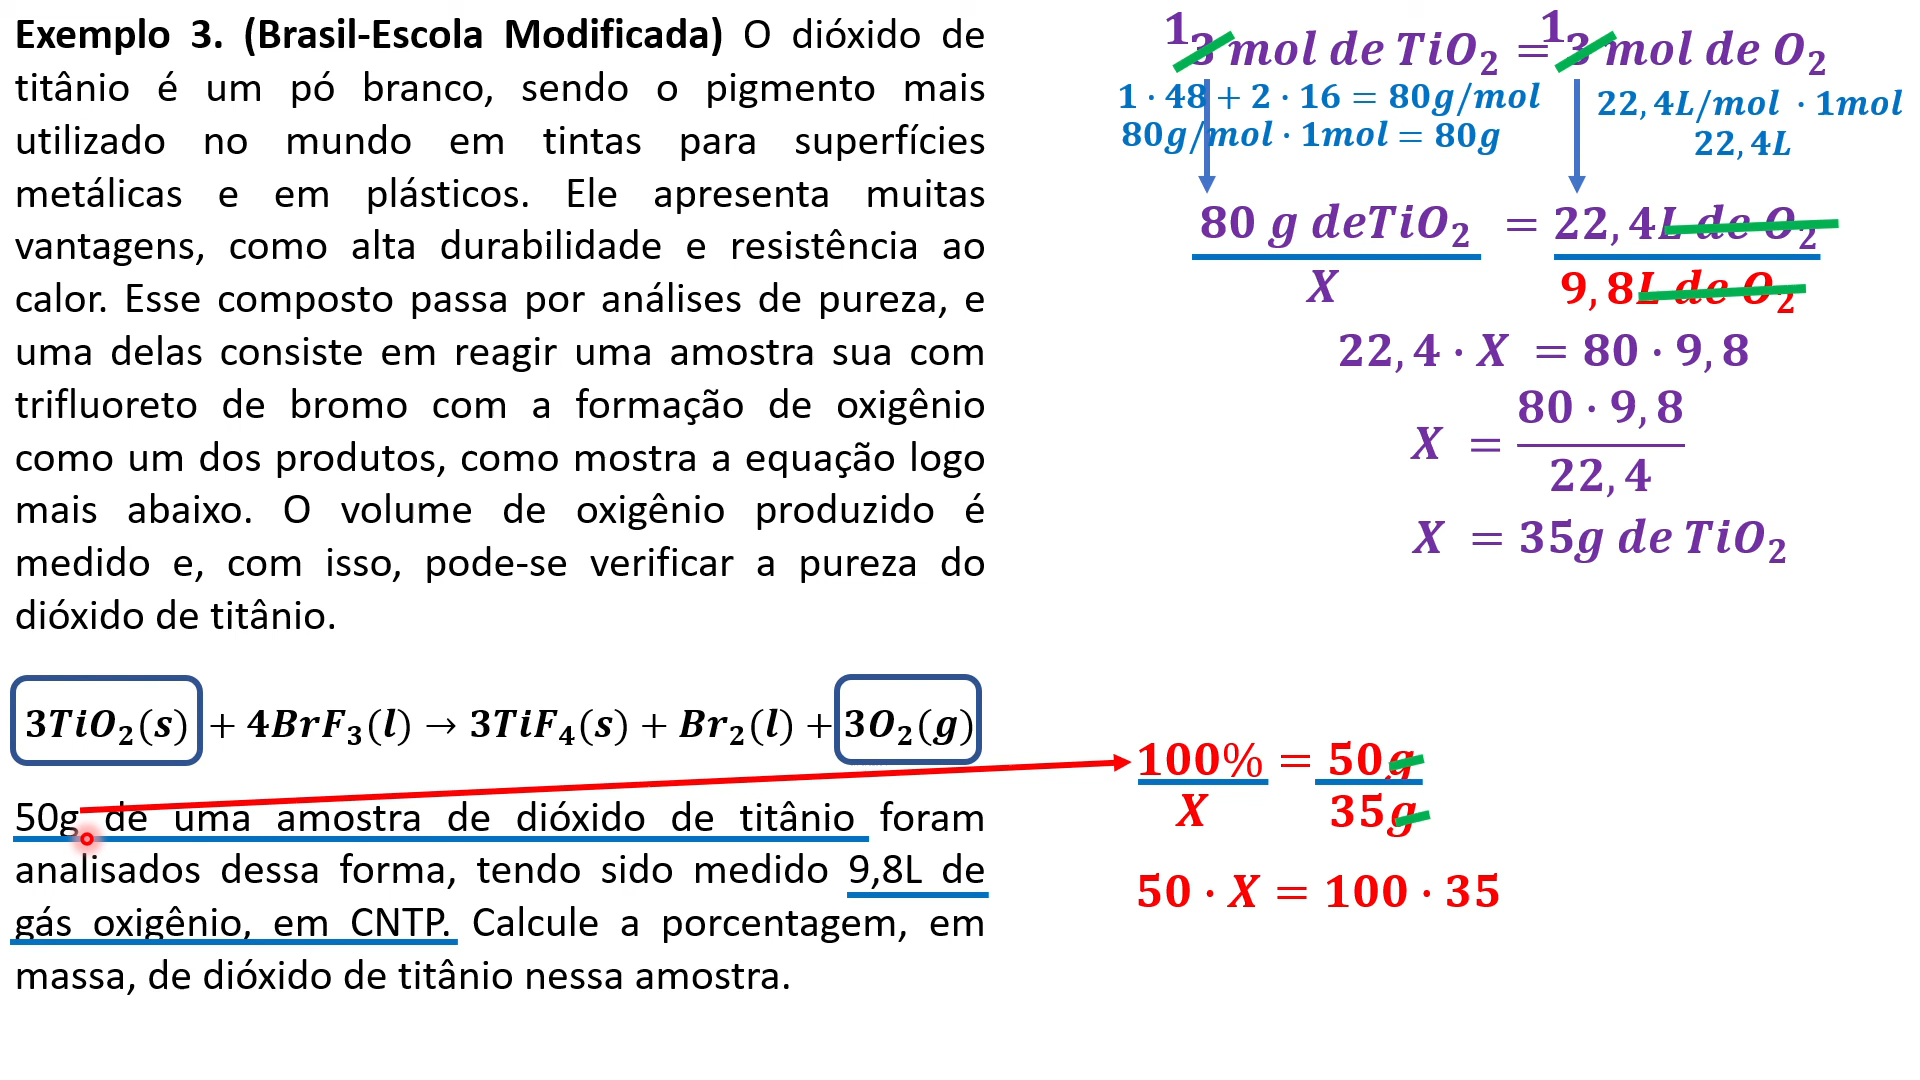 Exemplo 3. (Brasil-Escola Modificada) O dióxido de
titânio é um pó branco, sendo o pigmento mais
utilizado no mundo em tintas para superfícies
metálicas e em plásticos. Ele apresenta muitas
vantagens, como alta durabilidade e resistência ao
calor. Esse composto passa por análises de pureza, e
uma delas consiste em reagir uma amostra sua com
trifluoreto de bromo com a formação de oxigênio
como um dos produtos, como mostra a equação logo
mais abaixo. O volume de oxigênio produzido é
medido e, com isso, pode-se verificar a pureza do
dióxido de titânio.
3TiO₂(s) + 4BrF₃(l) → 3TiF₄(s) + Br₂(l) + 3O₂(g)
50g de uma amostra de dióxido de titânio foram
analisados dessa forma, tendo sido medido 9,8L de
gás oxigênio, em CNTP. Calcule a porcentagem, em
massa, de dióxido de titânio nessa amostra.
1 3 mol de TiO₂ = 1 3 mol de O₂
1 · 48 + 2 · 16 = 80g/mol
80g/mol · 1mol = 80g
22,4L/mol · 1mol
22,4L
80 g deTiO₂ = 22,4L de O₂
X 9,8L de O₂
22,4 · X = 80 · 9,8
X = 80 · 9,8
22,4
X = 35g de TiO₂
100% = 50g
X 35g
50 · X = 100 · 35